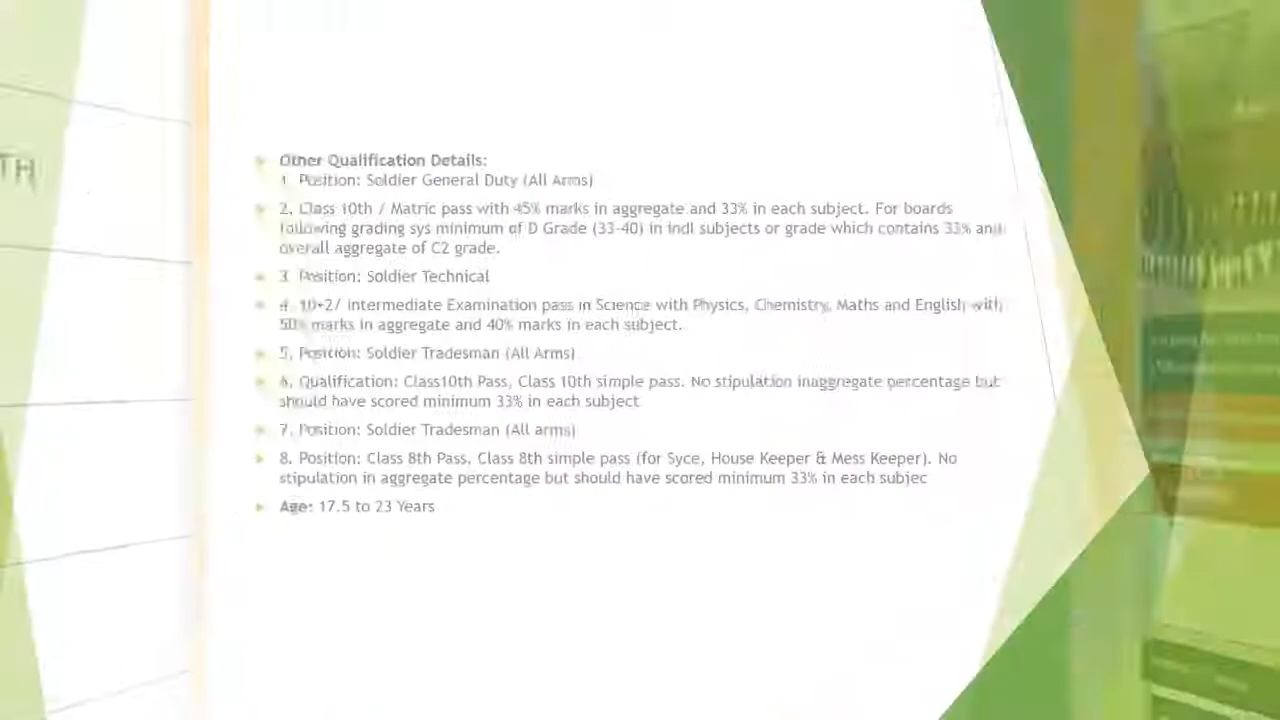 TH
Other Qualification Details:
1 Position: Soldier General Duty (All Arms)
2. Class 10th / Matric pass with 45% marks in aggregate and 33% in each subject. For boards
following grading sys minimum of D Grade (33-40) in indl subjects or grade which contains 33% and
overall aggregate of C2 grade.
3 Position: Soldier Technical
4. 10+2/ Intermediate Examination pass in Science with Physics, Chemistry, Maths and English with
50% marks in aggregate and 40% marks in each subject.
5. Position: Soldier Tradesman (All Arms)
6. Qualification: Class10th Pass, Class 10th simple pass. No stipulation inaggregate percentage but
should have scored minimum 33% in each subject
7. Position: Soldier Tradesman (All arms)
8. Position: Class 8th Pass, Class 8th simple pass (for Syce, House Keeper & Mess Keeper). No
stipulation in aggregate percentage but should have scored minimum 33% in each subjec
Age: 17.5 to 23 Years